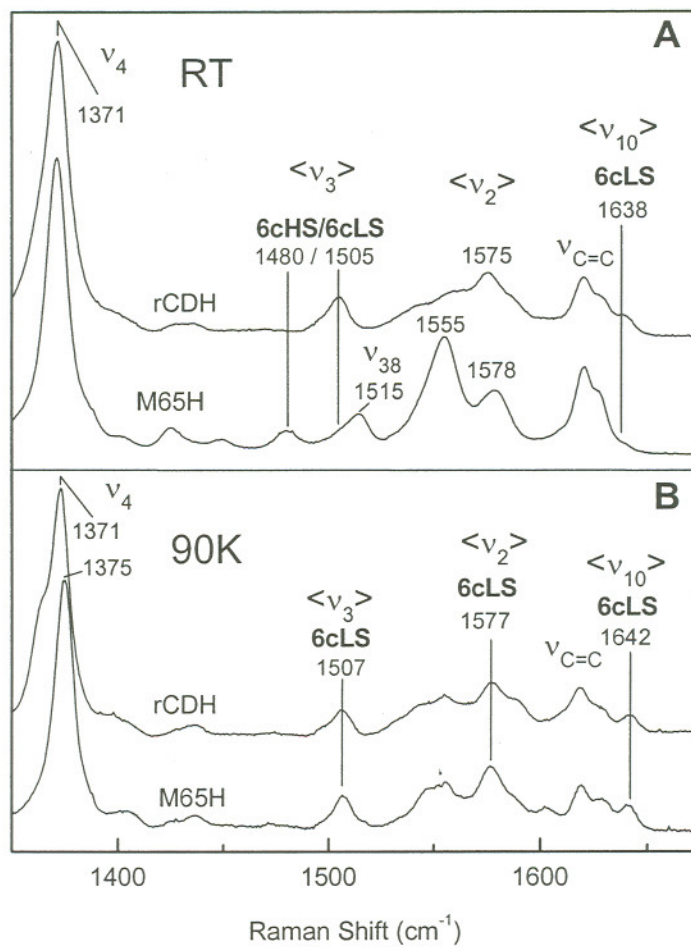 A
ν4
RT
1371
<ν10>
<ν3>
<ν2>
6cLS
6cHS/6cLS
1638
1480 / 1505
1575
νC=C
rCDH
1555
ν38
1578
1515
M65H
B
ν4
1371
90K
<ν2>
1375
<ν10>
<ν3>
6cLS
6cLS
6cLS
1577
1642
1507
νC=C
rCDH
M65H
1400
1500
1600
Raman Shift (cm-1)